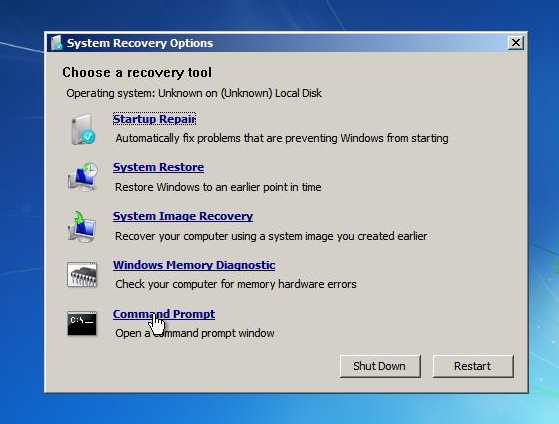 System Recovery Options
Choose a recovery tool
Operating system: Unknown on (Unknown) Local Disk
Startup Repair
Automatically fix problems that are preventing Windows from starting
System Restore
Restore Windows to an earlier point in time
System Image Recovery
Recover your computer using a system image you created earlier
Windows Memory Diagnostic
Check your computer for memory hardware errors
C:\_
Command Prompt
Open a command prompt window
Shut Down
Restart